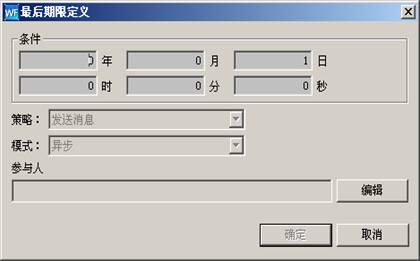 WF 最后期限定义
条件
0 年 0 月 1 日
0 时 0 分 0 秒
策略： 发送消息
模式： 异步
参与人
编辑
确定 取消